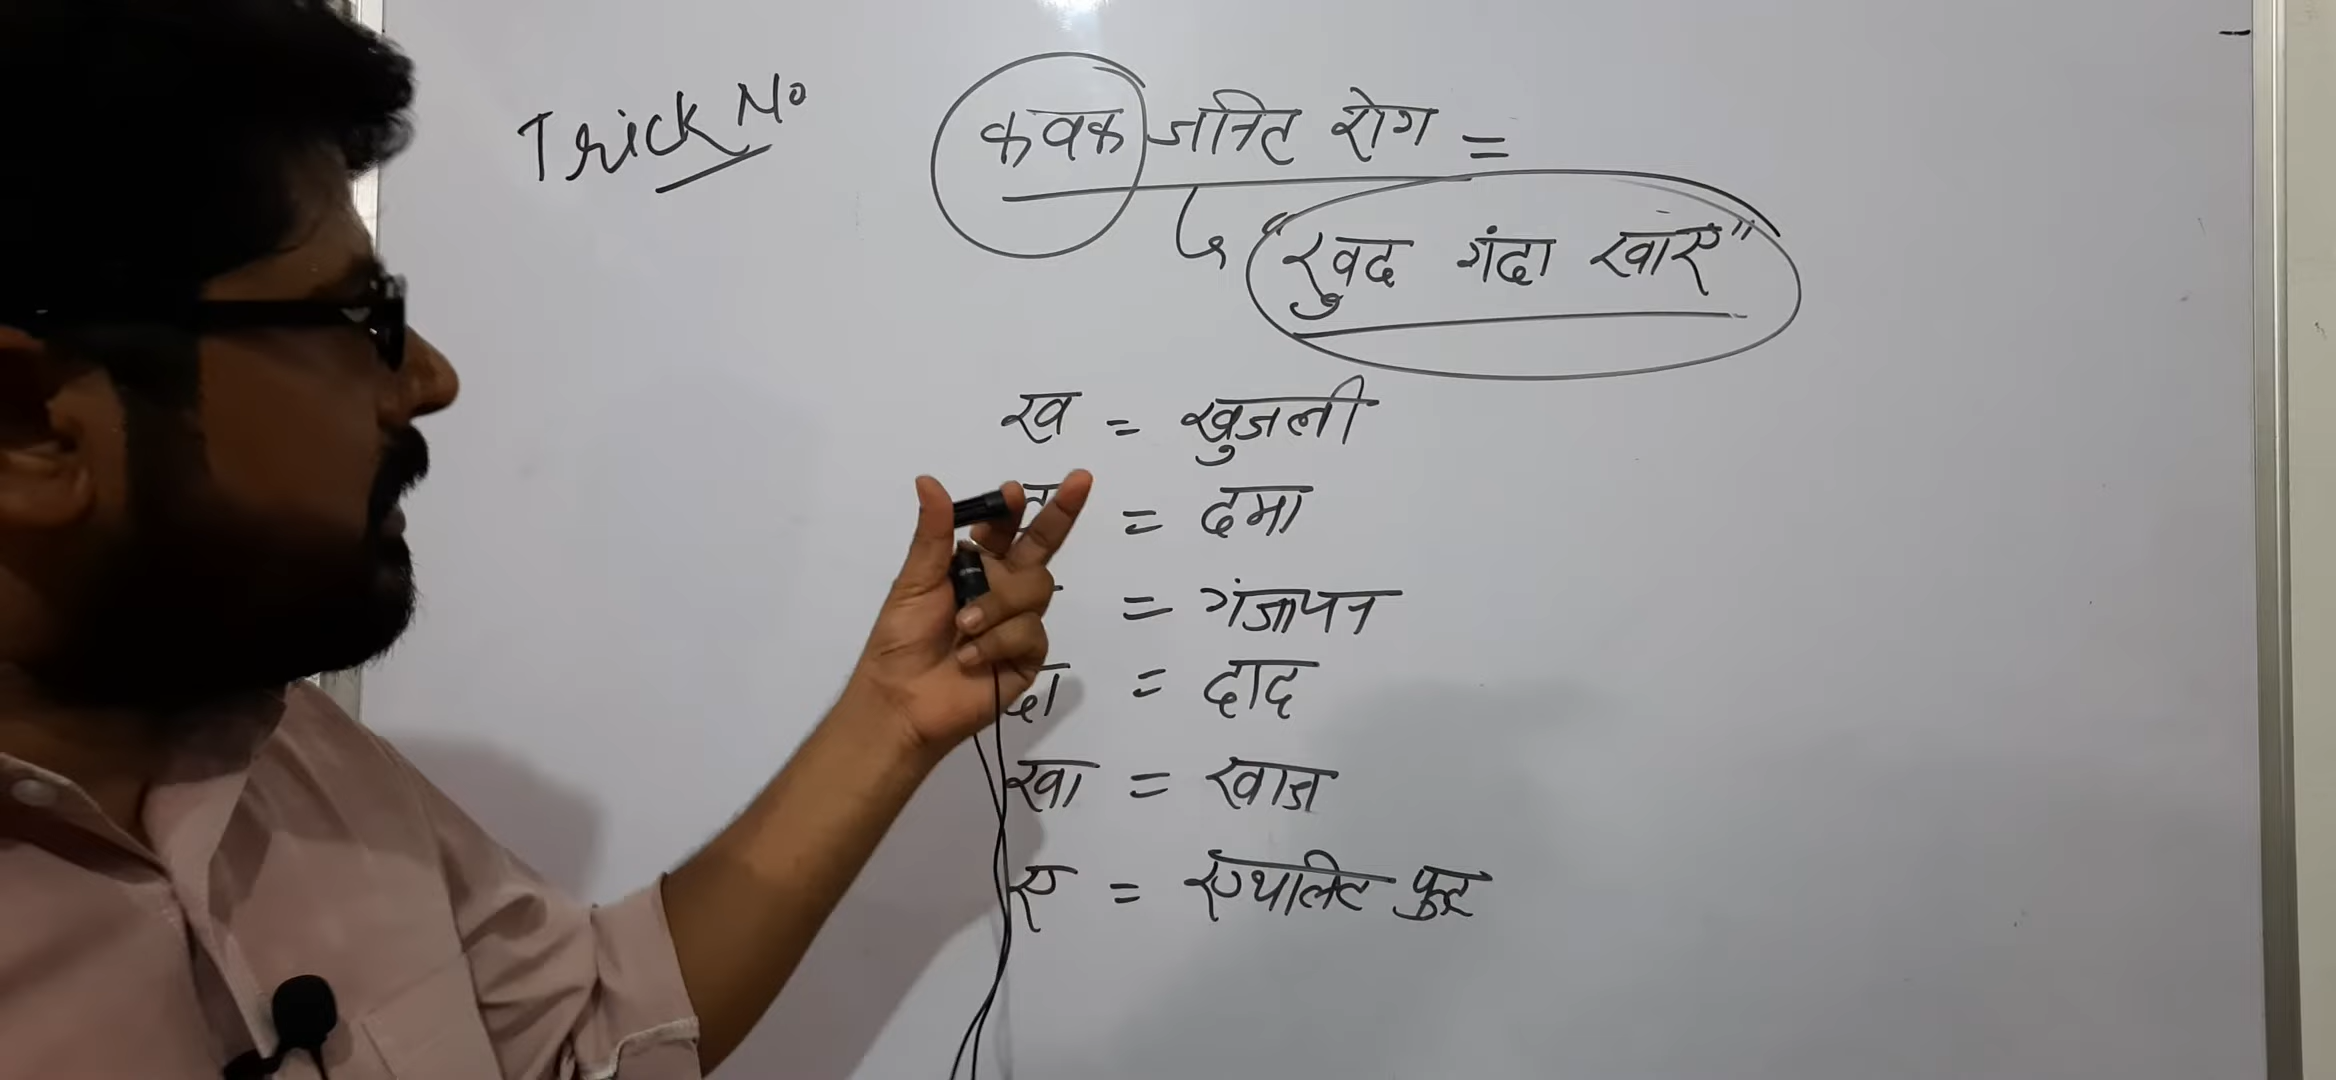 Trick No
कवक जनित रोग =
"खुद गंदा खाए"
ख = खुजली
द = दमा
= गंजापन
दा = दाद
खा = खाज
ए = एथलिट फुट